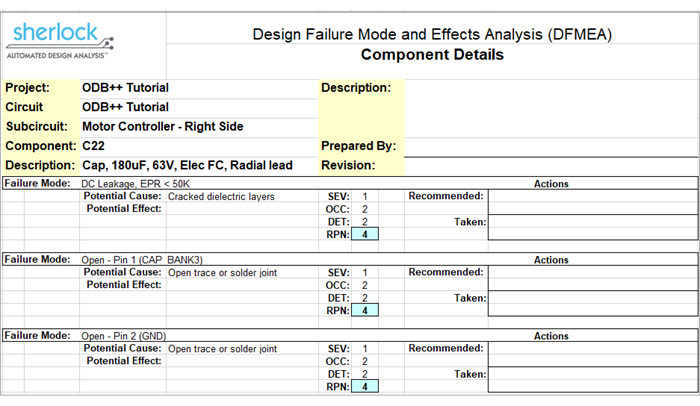 sherlock
AUTOMATED DESIGN ANALYSIS™
Design Failure Mode and Effects Analysis (DFMEA)
Component Details
Project: ODB++ Tutorial Description:
Circuit ODB++ Tutorial
Subcircuit: Motor Controller - Right Side
Component: C22 Prepared By:
Description: Cap, 180uF, 63V, Elec FC, Radial lead Revision:
Failure Mode: DC Leakage, EPR < 50K Actions
Potential Cause: Cracked dielectric layers SEV: 1 Recommended:
Potential Effect: OCC: 2
DET: 2 Taken:
RPN: 4
Failure Mode: Open - Pin 1 (CAP_BANK3) Actions
Potential Cause: Open trace or solder joint SEV: 1 Recommended:
Potential Effect: OCC: 2
DET: 2 Taken:
RPN: 4
Failure Mode: Open - Pin 2 (GND) Actions
Potential Cause: Open trace or solder joint SEV: 1 Recommended:
Potential Effect: OCC: 2
DET: 2 Taken:
RPN: 4